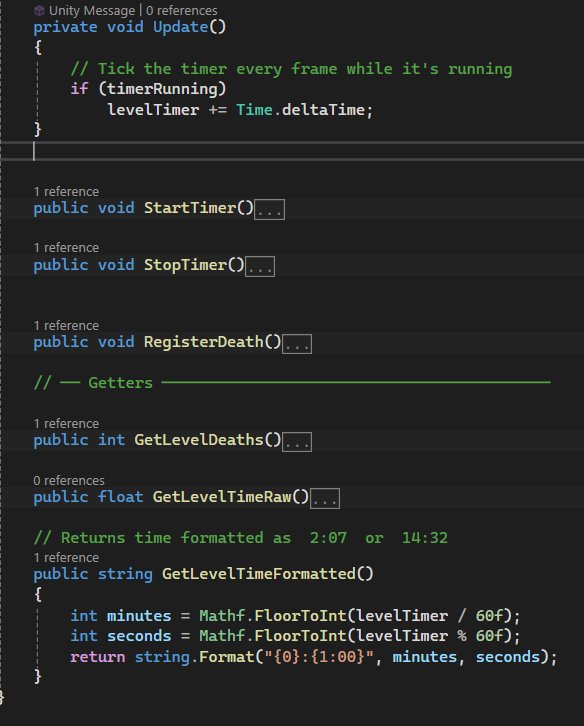 Unity Message | 0 references
private void Update()
{
// Tick the timer every frame while it's running
if (timerRunning)
levelTimer += Time.deltaTime;
}
1 reference
public void StartTimer()...
1 reference
public void StopTimer()...
1 reference
public void RegisterDeath()...
// ── Getters ──────────────────────────────────────────
1 reference
public int GetLevelDeaths()...
0 references
public float GetLevelTimeRaw()...
// Returns time formatted as  2:07  or  14:32
1 reference
public string GetLevelTimeFormatted()
{
int minutes = Mathf.FloorToInt(levelTimer / 60f);
int seconds = Mathf.FloorToInt(levelTimer % 60f);
return string.Format("{0}:{1:00}", minutes, seconds);
}
}